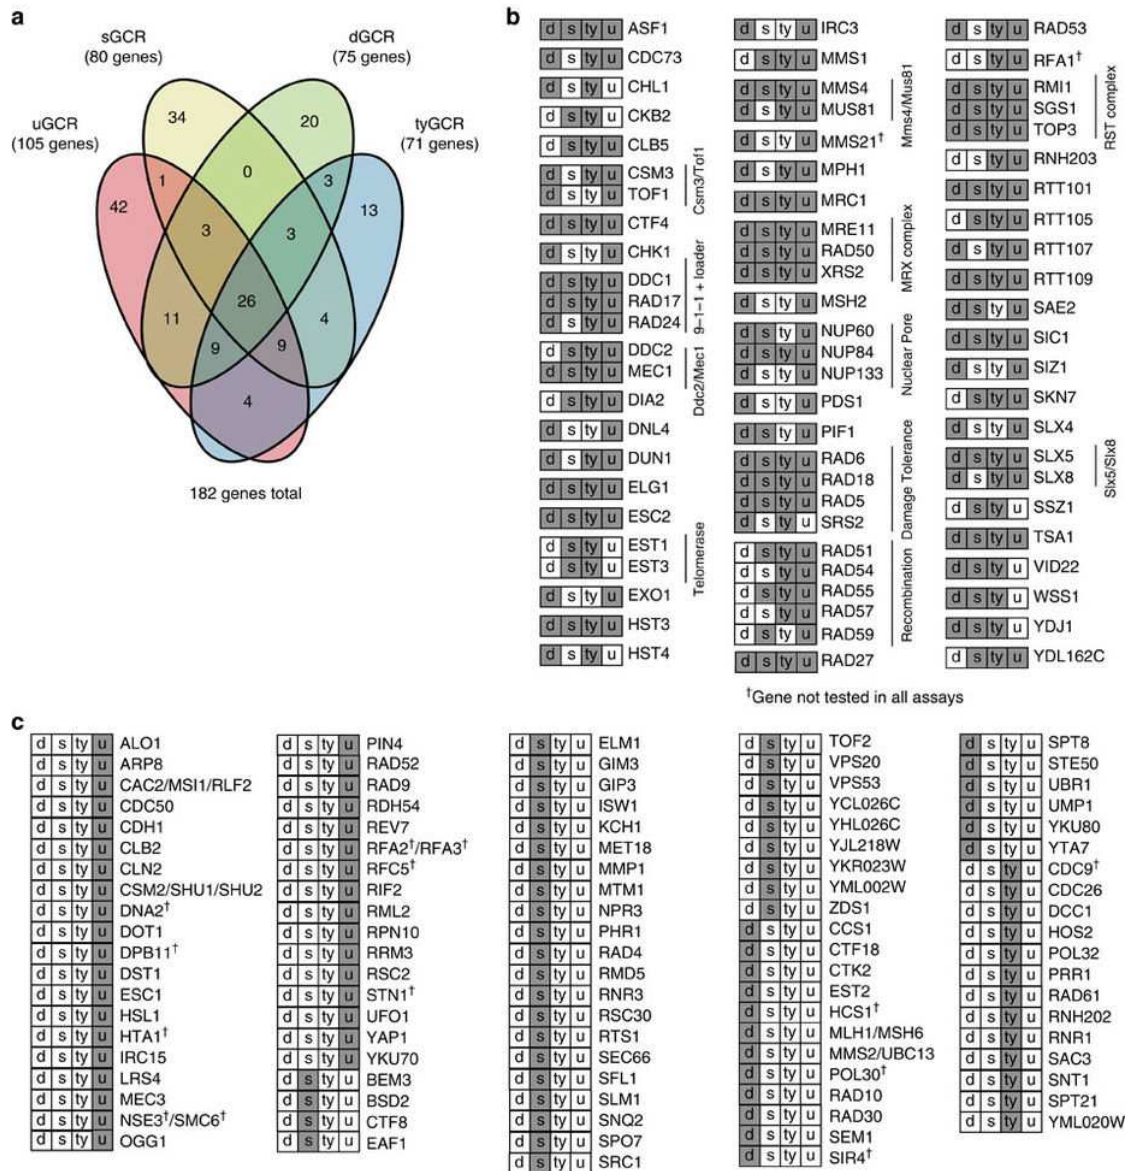 a
sGCR
(80 genes)
dGCR
(75 genes)
uGCR
(105 genes)
tyGCR
(71 genes)
34
20
0
1
3
42
13
3
3
26
11
4
9
9
4
182 genes total
b
d s ty u ASF1
d s ty u CDC73
d s ty u CHL1
d s ty u CKB2
d s ty u CLB5
d s ty u CSM3
d s ty u TOF1
Csm3/Tof1
d s ty u CTF4
d s ty u CHK1
d s ty u DDC1
d s ty u RAD17
d s ty u RAD24
9–1–1 + loader
d s ty u DDC2
d s ty u MEC1
Ddc2/Mec1
d s ty u DIA2
d s ty u DNL4
d s ty u DUN1
d s ty u ELG1
d s ty u ESC2
d s ty u EST1
d s ty u EST3
Telomerase
d s ty u EXO1
d s ty u HST3
d s ty u HST4
d s ty u IRC3
d s ty u MMS1
d s ty u MMS4
d s ty u MUS81
Mms4/Mus81
d s ty u MMS21†
d s ty u MPH1
d s ty u MRC1
d s ty u MRE11
d s ty u RAD50
d s ty u XRS2
MRX complex
d s ty u MSH2
d s ty u NUP60
d s ty u NUP84
d s ty u NUP133
Nuclear Pore
d s ty u PDS1
d s ty u PIF1
d s ty u RAD6
d s ty u RAD18
d s ty u RAD5
d s ty u SRS2
Damage Tolerance
d s ty u RAD51
d s ty u RAD54
d s ty u RAD55
d s ty u RAD57
d s ty u RAD59
Recombination
d s ty u RAD27
d s ty u RAD53
d s ty u RFA1†
d s ty u RMI1
d s ty u SGS1
d s ty u TOP3
RST complex
d s ty u RNH203
d s ty u RTT101
d s ty u RTT105
d s ty u RTT107
d s ty u RTT109
d s ty u SAE2
d s ty u SIC1
d s ty u SIZ1
d s ty u SKN7
d s ty u SLX4
d s ty u SLX5
d s ty u SLX8
Slx5/Slx8
d s ty u SSZ1
d s ty u TSA1
d s ty u VID22
d s ty u WSS1
d s ty u YDJ1
d s ty u YDL162C
†Gene not tested in all assays
c
d s ty u ALO1
d s ty u ARP8
d s ty u CAC2/MSI1/RLF2
d s ty u CDC50
d s ty u CDH1
d s ty u CLB2
d s ty u CLN2
d s ty u CSM2/SHU1/SHU2
d s ty u DNA2†
d s ty u DOT1
d s ty u DPB11†
d s ty u DST1
d s ty u ESC1
d s ty u HSL1
d s ty u HTA1†
d s ty u IRC15
d s ty u LRS4
d s ty u MEC3
d s ty u NSE3†/SMC6†
d s ty u OGG1
d s ty u PIN4
d s ty u RAD52
d s ty u RAD9
d s ty u RDH54
d s ty u REV7
d s ty u RFA2†/RFA3†
d s ty u RFC5†
d s ty u RIF2
d s ty u RML2
d s ty u RPN10
d s ty u RRM3
d s ty u RSC2
d s ty u STN1†
d s ty u UFO1
d s ty u YAP1
d s ty u YKU70
d s ty u BEM3
d s ty u BSD2
d s ty u CTF8
d s ty u EAF1
d s ty u ELM1
d s ty u GIM3
d s ty u GIP3
d s ty u ISW1
d s ty u KCH1
d s ty u MET18
d s ty u MMP1
d s ty u MTM1
d s ty u NPR3
d s ty u PHR1
d s ty u RAD4
d s ty u RMD5
d s ty u RNR3
d s ty u RSC30
d s ty u RTS1
d s ty u SEC66
d s ty u SFL1
d s ty u SLM1
d s ty u SNQ2
d s ty u SPO7
d s ty u SRC1
d s ty u TOF2
d s ty u VPS20
d s ty u VPS53
d s ty u YCL026C
d s ty u YHL026C
d s ty u YJL218W
d s ty u YKR023W
d s ty u YML002W
d s ty u ZDS1
d s ty u CCS1
d s ty u CTF18
d s ty u CTK2
d s ty u EST2
d s ty u HCS1†
d s ty u MLH1/MSH6
d s ty u MMS2/UBC13
d s ty u POL30†
d s ty u RAD10
d s ty u RAD30
d s ty u SEM1
d s ty u SIR4†
d s ty u SPT8
d s ty u STE50
d s ty u UBR1
d s ty u UMP1
d s ty u YKU80
d s ty u YTA7
d s ty u CDC9†
d s ty u CDC26
d s ty u DCC1
d s ty u HOS2
d s ty u POL32
d s ty u PRR1
d s ty u RAD61
d s ty u RNH202
d s ty u RNR1
d s ty u SAC3
d s ty u SNT1
d s ty u SPT21
d s ty u YML020W